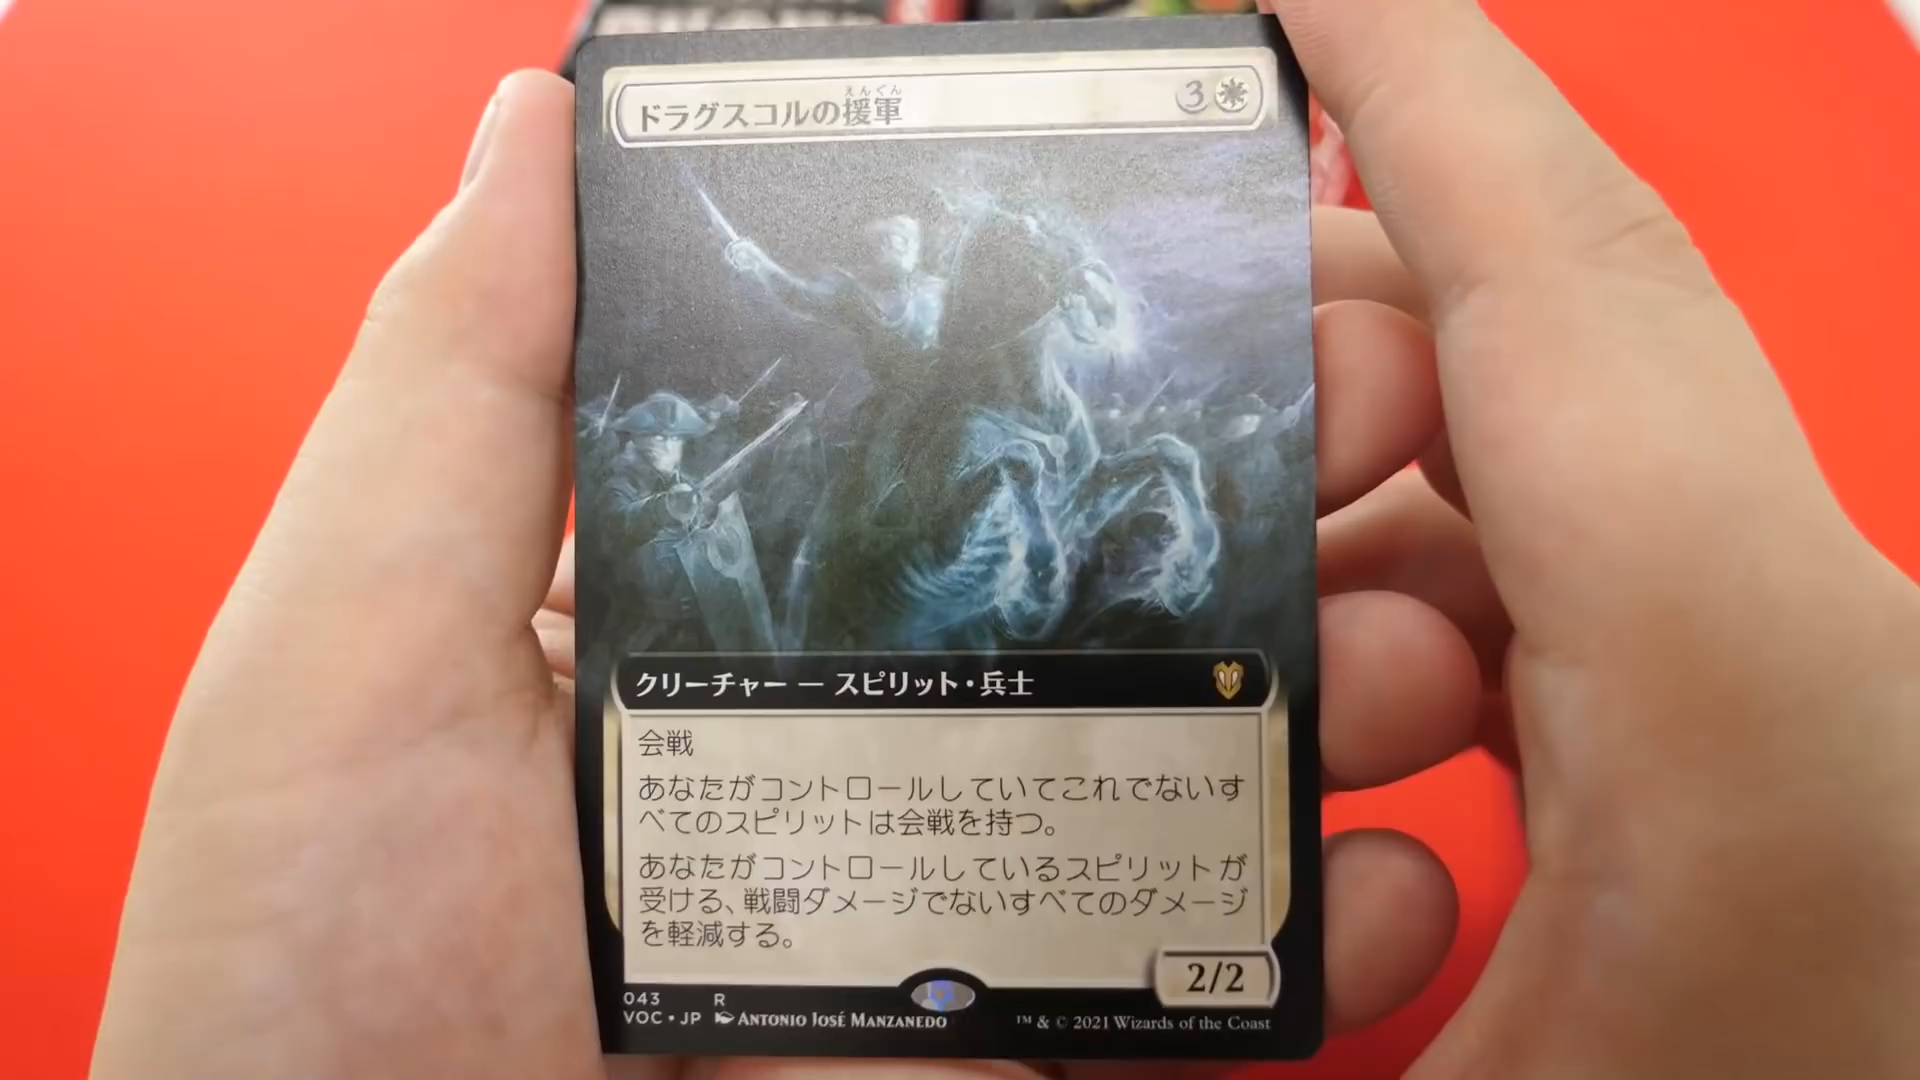 えんぐん
ドラグスコルの援軍 3
クリーチャー — スピリット・兵士
会戦
あなたがコントロールしていてこれでないす
べてのスピリットは会戦を持つ。
あなたがコントロールしているスピリットが
受ける、戦闘ダメージでないすべてのダメージ
を軽減する。
2/2
043 R
VOC • JP ANTONIO JOSÉ MANZANEDO
™ & © 2021 Wizards of the Coast